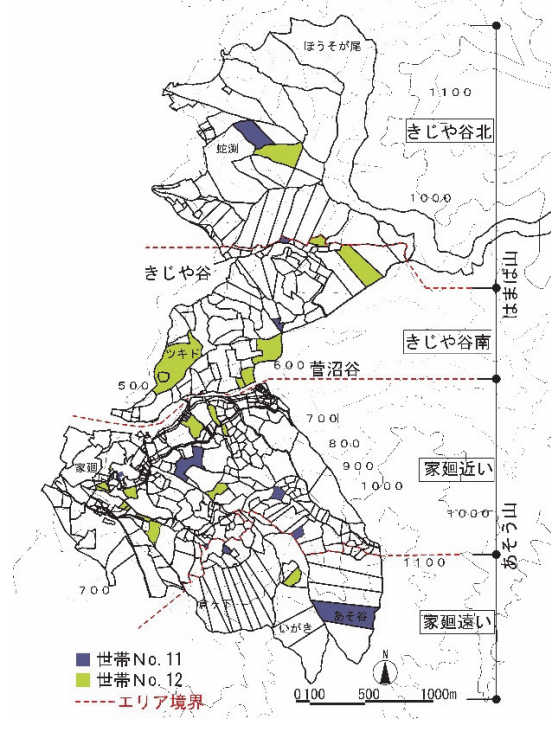 ほうそが尾
1100
きじや谷北
蛇渕
1000
きじや谷
はまば山
きじや谷南
ツキド
600
菅沼谷
500
700
800
家廻
900
家廻近い
1000
1000
あそう山
1100
700
家廻遠い
いがき
あそ谷
世帯No.11
世帯No.12
エリア境界
N
0 100 500 1000m